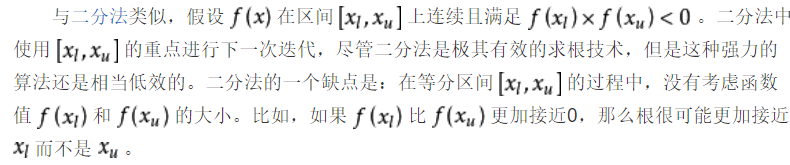 与二分法类似，假设 f(x) 在区间 [x_l, x_u] 上连续且满足 f(x_l)×f(x_u)<0 。二分法中
使用 [x_l, x_u] 的重点进行下一次迭代，尽管二分法是极其有效的求根技术，但是这种强力的
算法还是相当低效的。二分法的一个缺点是：在等分区间 [x_l, x_u] 的过程中，没有考虑函数
值 f(x_l) 和 f(x_u) 的大小。比如，如果 f(x_l) 比 f(x_u) 更加接近0，那么根很可能更加接近
x_l 而不是 x_u 。